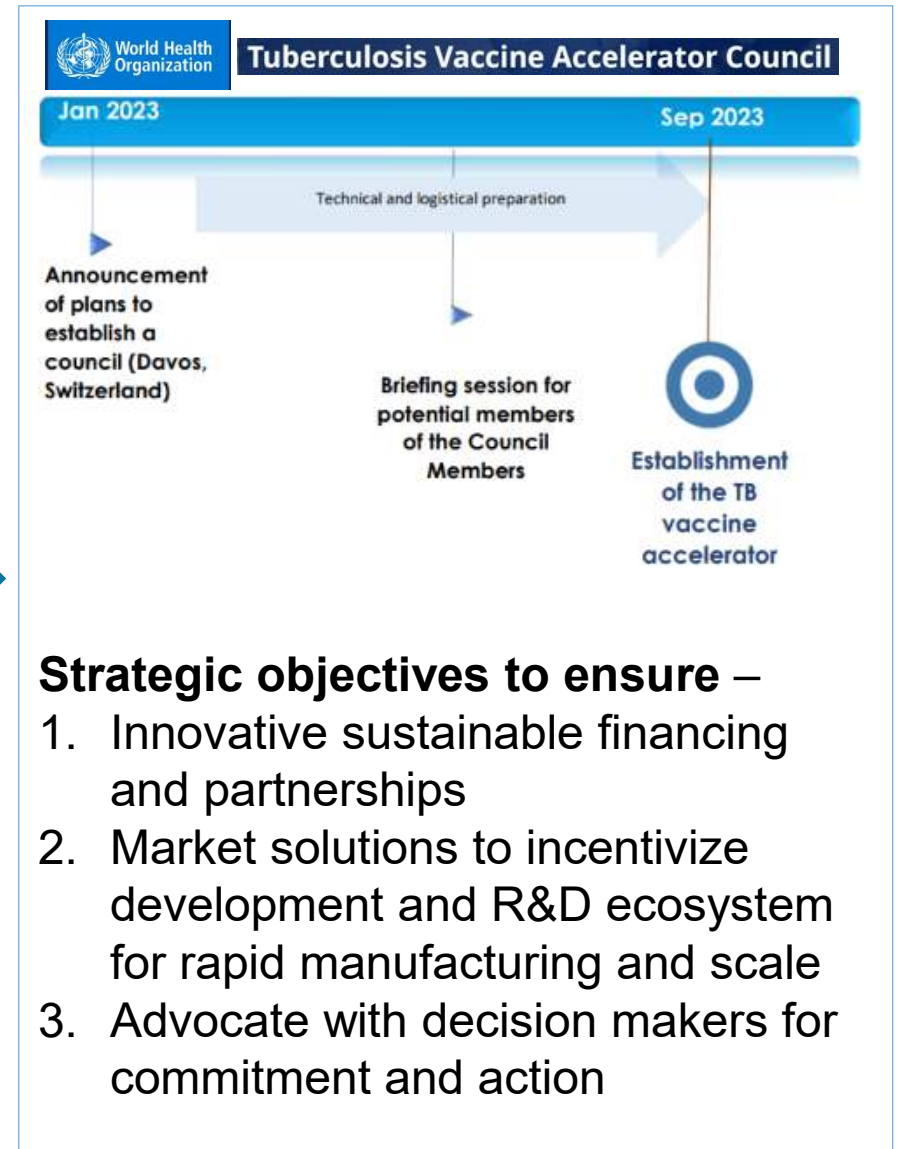 World Health
Organization
Tuberculosis Vaccine Accelerator Council
Jan 2023
Sep 2023
Technical and logistical preparation
Announcement
of plans to
establish a
council (Davos,
Switzerland)
Briefing session for
potential members
of the Council
Members
Establishment
of the TB
vaccine
accelerator
Strategic objectives to ensure –
1. Innovative sustainable financing
and partnerships
2. Market solutions to incentivize
development and R&D ecosystem
for rapid manufacturing and scale
3. Advocate with decision makers for
commitment and action